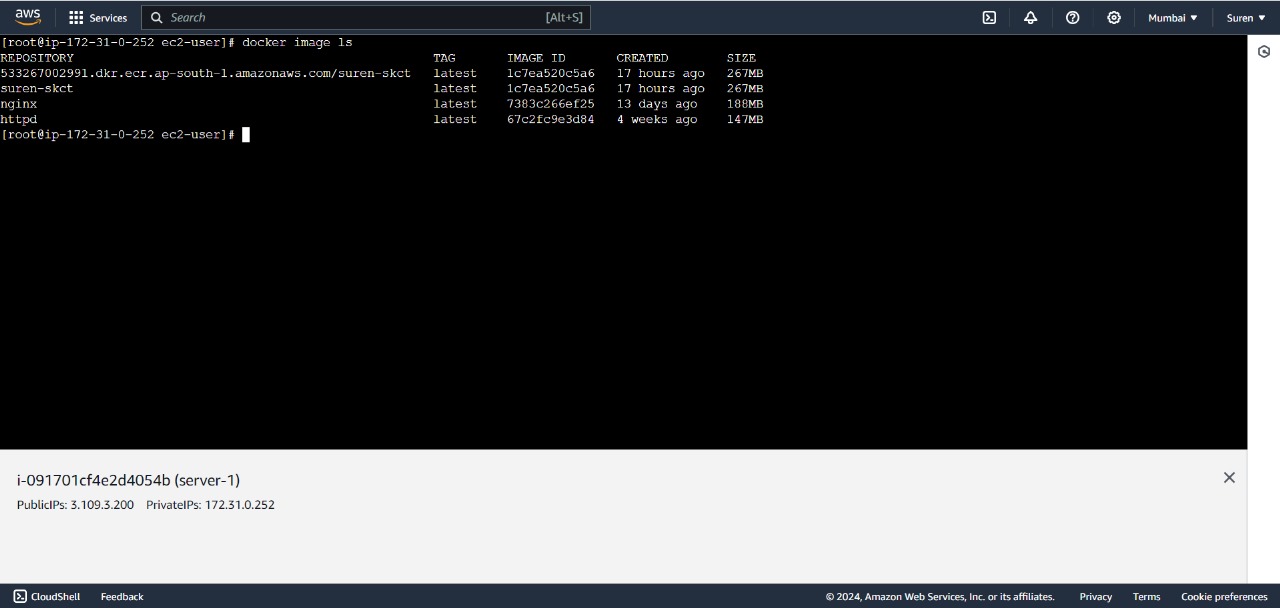 aws Services Search [Alt+S] Mumbai Suren
[root@ip-172-31-0-252 ec2-user]# docker image ls
REPOSITORY TAG IMAGE ID CREATED SIZE
533267002991.dkr.ecr.ap-south-1.amazonaws.com/suren-skct latest 1c7ea520c5a6 17 hours ago 267MB
suren-skct latest 1c7ea520c5a6 17 hours ago 267MB
nginx latest 7383c266ef25 13 days ago 188MB
httpd latest 67c2fc9e3d84 4 weeks ago 147MB
[root@ip-172-31-0-252 ec2-user]#
i-091701cf4e2d4054b (server-1)
PublicIPs: 3.109.3.200 PrivateIPs: 172.31.0.252
CloudShell Feedback © 2024, Amazon Web Services, Inc. or its affiliates. Privacy Terms Cookie preferences